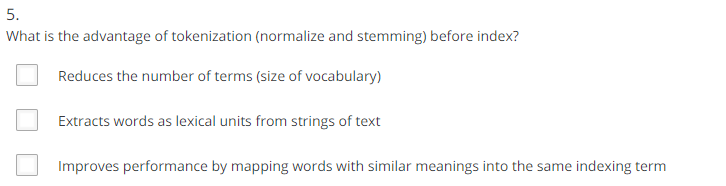 5.
What is the advantage of tokenization (normalize and stemming) before index?
Reduces the number of terms (size of vocabulary)
Extracts words as lexical units from strings of text
Improves performance by mapping words with similar meanings into the same indexing term